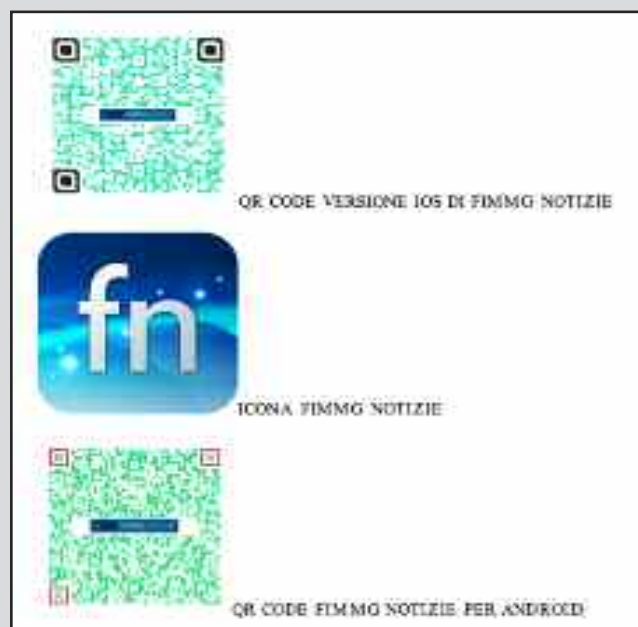 QR CODE VERSIONE IOS DI FIMMG NOTIZIE
fn
ICONA FIMMG NOTIZIE
QR CODE FIMMG NOTIZIE PER ANDROID